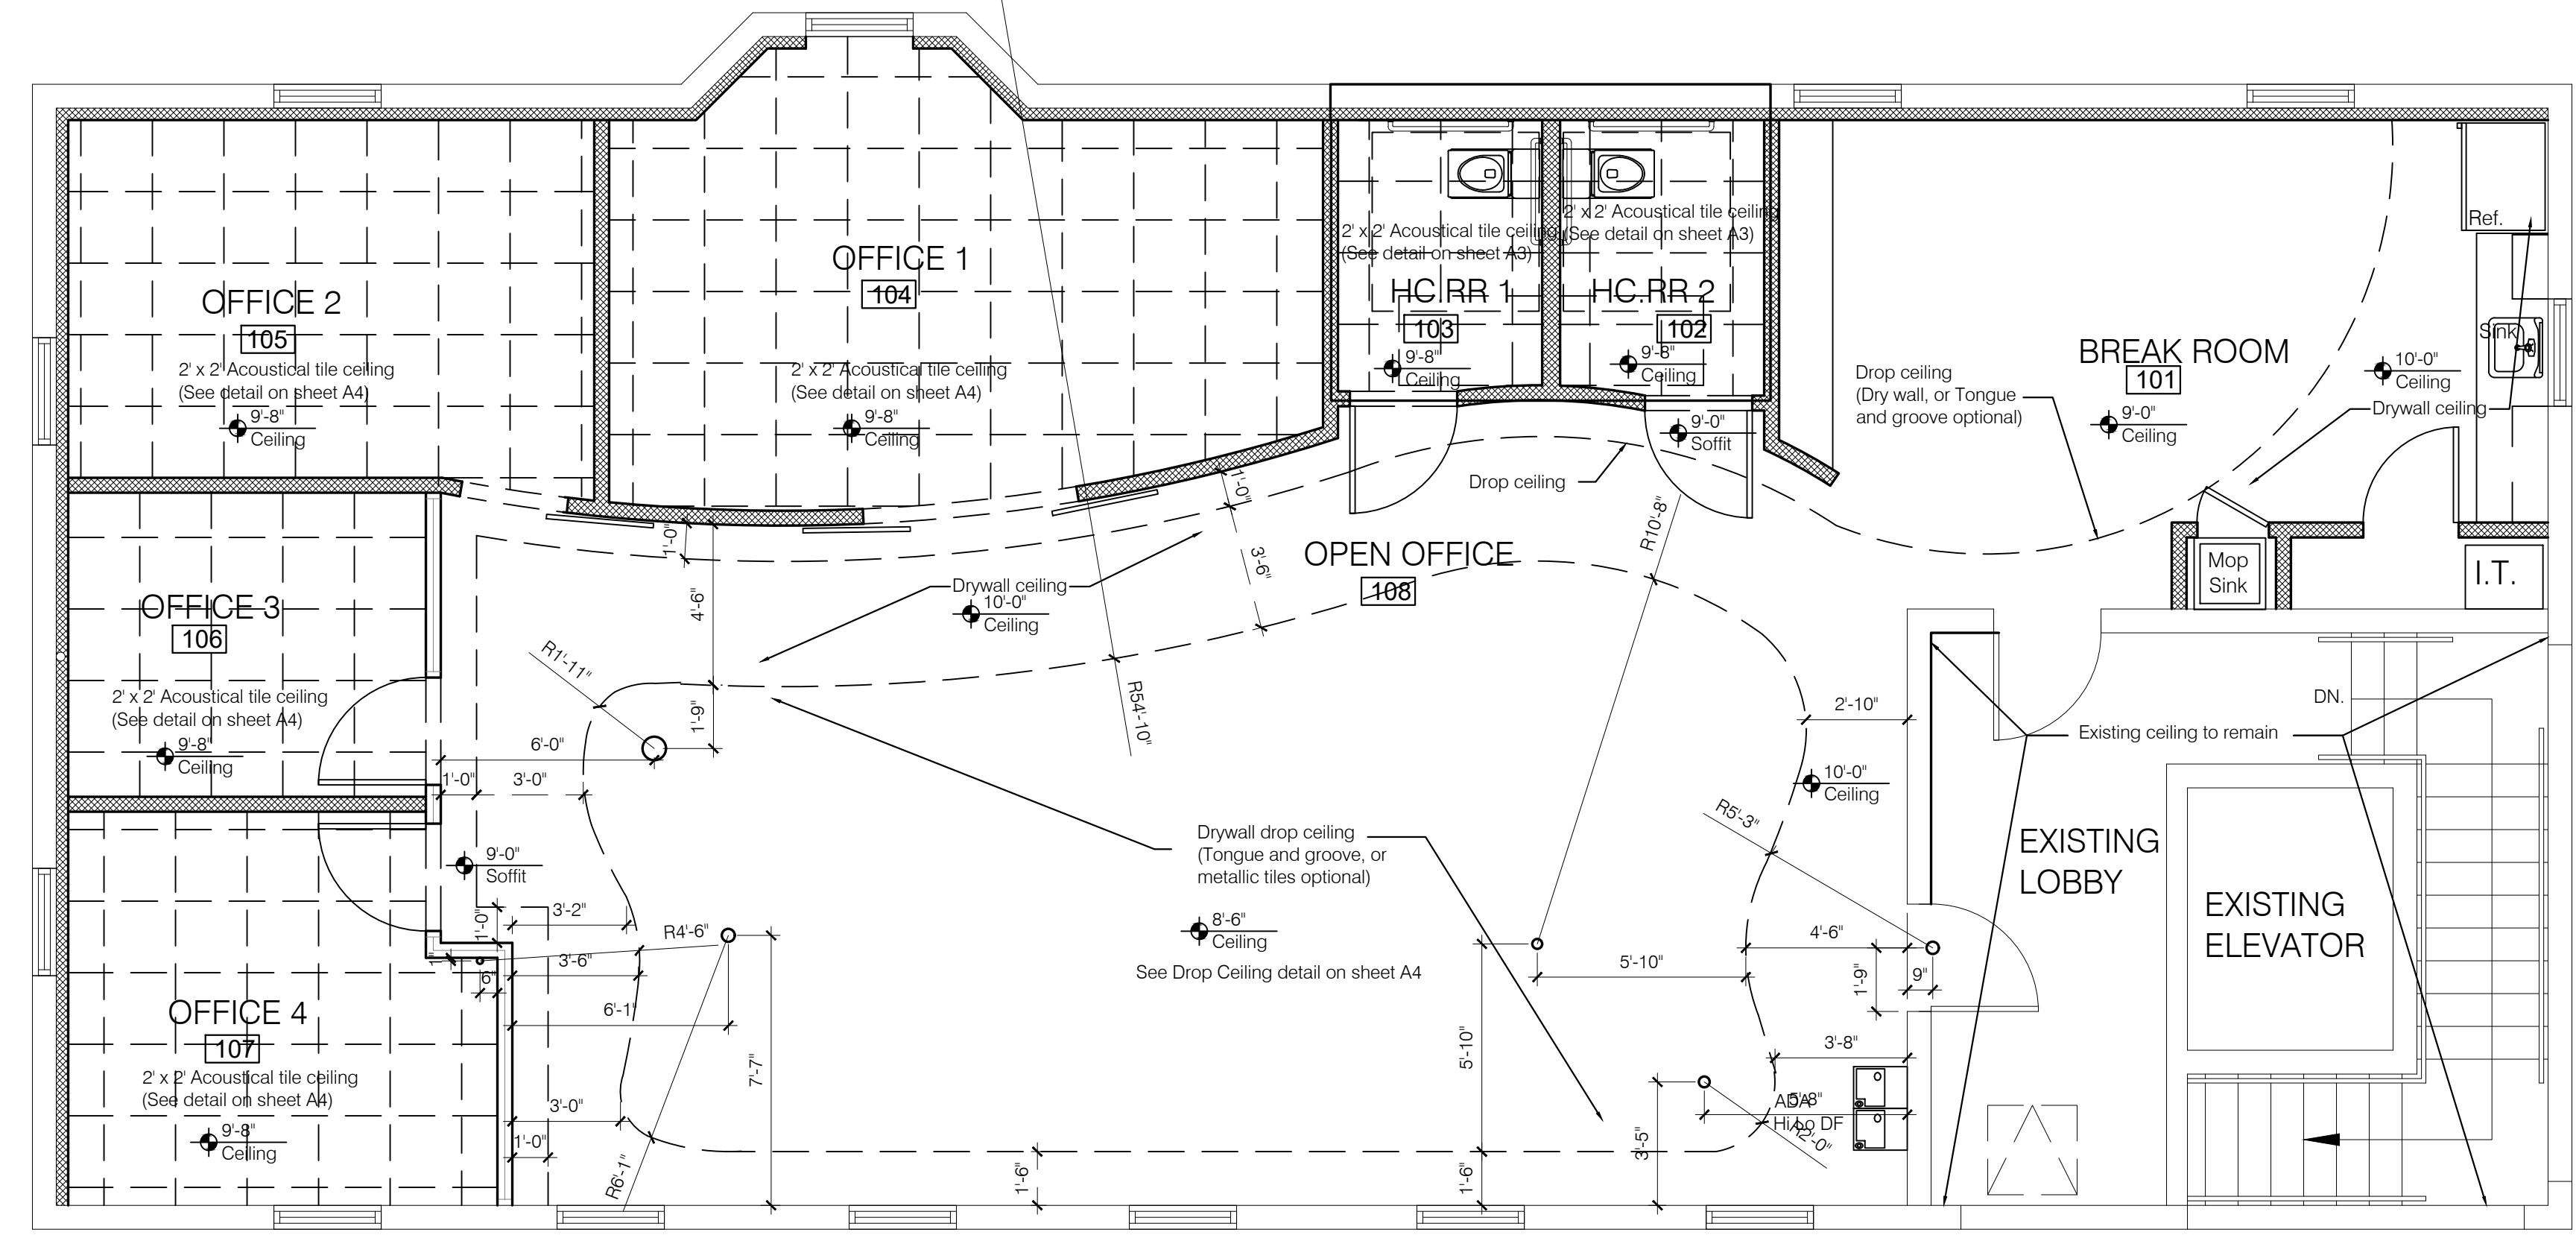 OFFICE 2
105
2' x 2' Acoustical tile ceiling
(See detail on sheet A4)
9'-8"
Ceiling
OFFICE 1
104
2' x 2' Acoustical tile ceiling
(See detail on sheet A4)
9'-8"
Ceiling
2' x 2' Acoustical tile ceiling
(See detail on sheet A3)
HC.RR 1
103
9'-8"
Ceiling
2' x 2' Acoustical tile ceiling
(See detail on sheet A3)
HC.RR 2
102
9'-8"
Ceiling
9'-0"
Soffit
Drop ceiling
Drop ceiling
(Dry wall, or Tongue
and groove optional)
BREAK ROOM
101
9'-0"
Ceiling
10'-0"
Ceiling
Drywall ceiling
Ref.
Sink
Mop
Sink
I.T.
OFFICE 3
106
2' x 2' Acoustical tile ceiling
(See detail on sheet A4)
9'-8"
Ceiling
1'-0"
4'-6"
1'-9"
R1'-11"
6'-0"
1'-0"
3'-0"
Drywall ceiling
10'-0"
Ceiling
1'-0"
3'-6"
R54'-10"
OPEN OFFICE
108
R10'-8"
2'-10"
10'-0"
Ceiling
R5'-3"
DN.
Existing ceiling to remain
EXISTING
LOBBY
EXISTING
ELEVATOR
9'-0"
Soffit
1'-0"
3'-2"
R4'-6"
1"
6"
3'-6"
6'-1"
7'-7"
3'-0"
1'-0"
R6'-1"
OFFICE 4
107
2' x 2' Acoustical tile ceiling
(See detail on sheet A4)
9'-8"
Ceiling
Drywall drop ceiling
(Tongue and groove, or
metallic tiles optional)
8'-6"
Ceiling
See Drop Ceiling detail on sheet A4
1'-6"
5'-10"
5'-10"
1'-6"
4'-6"
1'-9"
9"
3'-8"
5'-8"
ADA
Hi Lo DF
R2'-0"
3'-5"